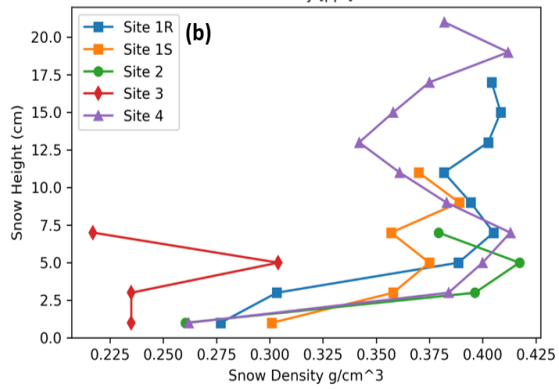 Site 1R
Site 1S
Site 2
Site 3
Site 4
(b)
20.0
17.5
15.0
12.5
10.0
7.5
5.0
2.5
0.0
Snow Height (cm)
0.225 0.250 0.275 0.300 0.325 0.350 0.375 0.400 0.425
Snow Density g/cm^3